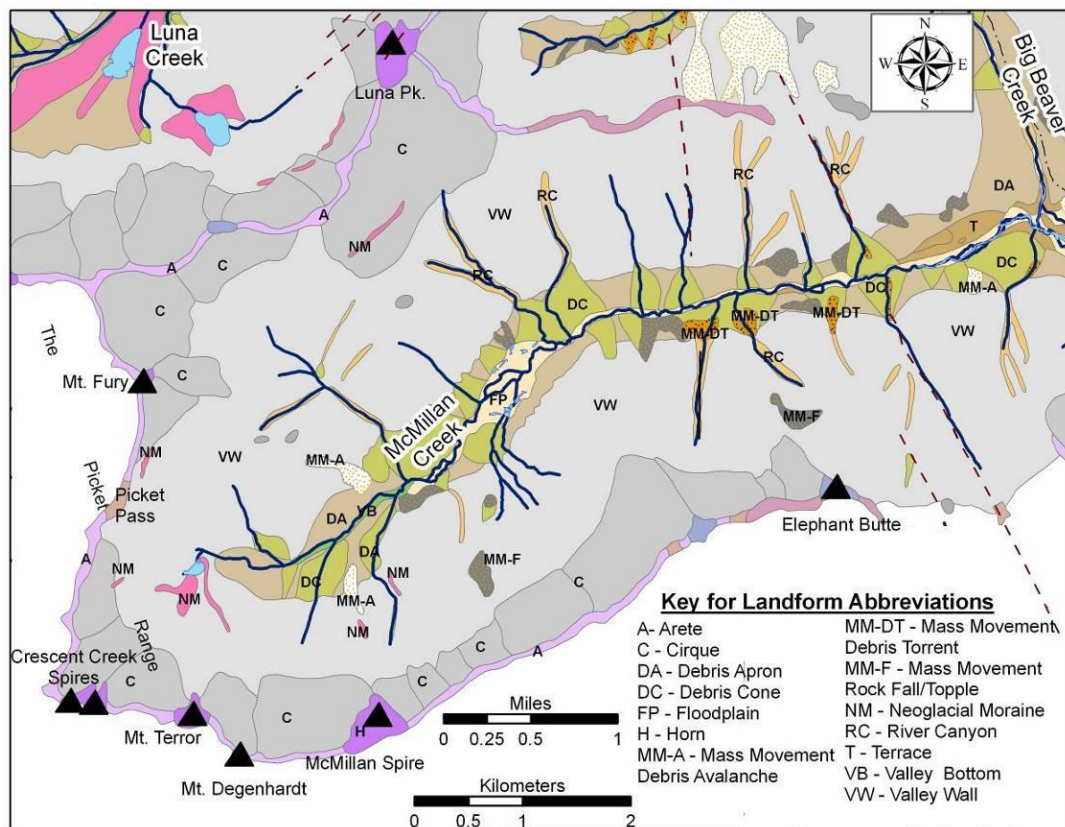 Luna
Creek
Luna Pk.
N
W E
S
Big Beaver
Creek
C
RC
RC
RC
DA
VW
A
NM
T
A
C
RC
DC
DC
DC
MM-A
C
MM-DT
MM-DT
MM-DT
VW
The
Mt. Fury
C
RC
FP
VW
MM-F
McMillan
Creek
NM
VW
MM-A
Picket
Picket
Pass
DA
VB
Elephant Butte
A
DA
NM
DC
NM
MM-F
NM
MM-A
C
NM
Range
Crescent Creek
Spires
C
C
C
A
C
H
Mt. Terror
McMillan Spire
Mt. Degenhardt
Key for Landform Abbreviations
A- Arete
C - Cirque
DA - Debris Apron
DC - Debris Cone
FP - Floodplain
H - Horn
MM-A - Mass Movement
Debris Avalanche
MM-DT - Mass Movement
Debris Torrent
MM-F - Mass Movement
Rock Fall/Topple
NM - Neoglacial Moraine
RC - River Canyon
T - Terrace
VB - Valley Bottom
VW - Valley Wall
Miles
0 0.25 0.5 1
Kilometers
0 0.5 1 2